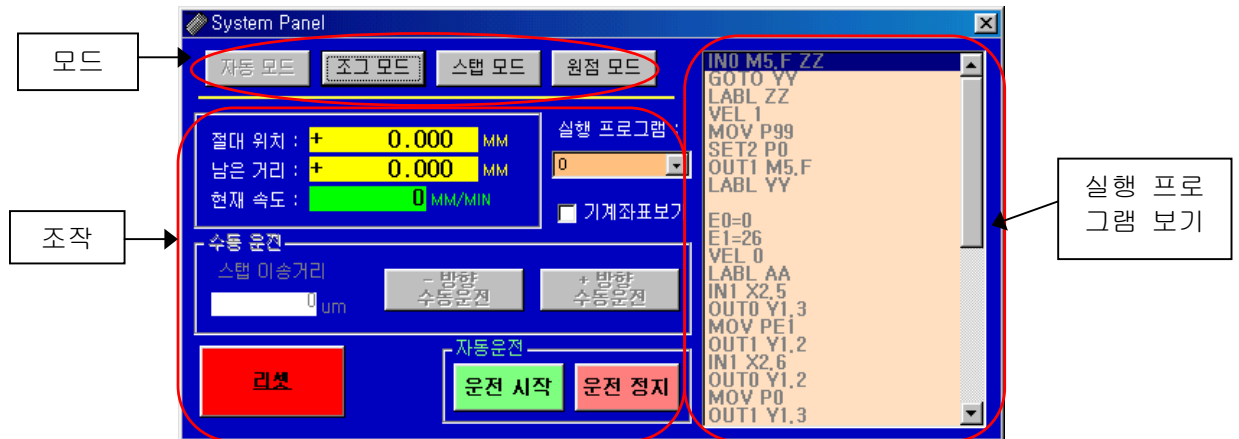 System Panel
모드
자동 모드
조그 모드
스탭 모드
원점 모드
절대 위치 : + 0.000 MM
남은 거리 : + 0.000 MM
현재 속도 : 0 MM/MIN
실행 프로그램 :
0
기계좌표보기
조작
수동 운전
스탭 이송거리
0 um
- 방향
수동운전
+ 방향
수동운전
리셋
자동운전
운전 시작
운전 정지
IN0 M5,F ZZ
GOTO YY
LABL ZZ
VEL 1
MOV P99
SET2 P0
OUT1 M5,F
LABL YY
E0=0
E1=26
VEL 0
LABL AA
IN1 X2,5
OUT0 Y1,3
MOV PE1
OUT1 Y1,2
IN1 X2,6
OUT0 Y1,2
MOV P0
OUT1 Y1,3
실행 프로
그램 보기